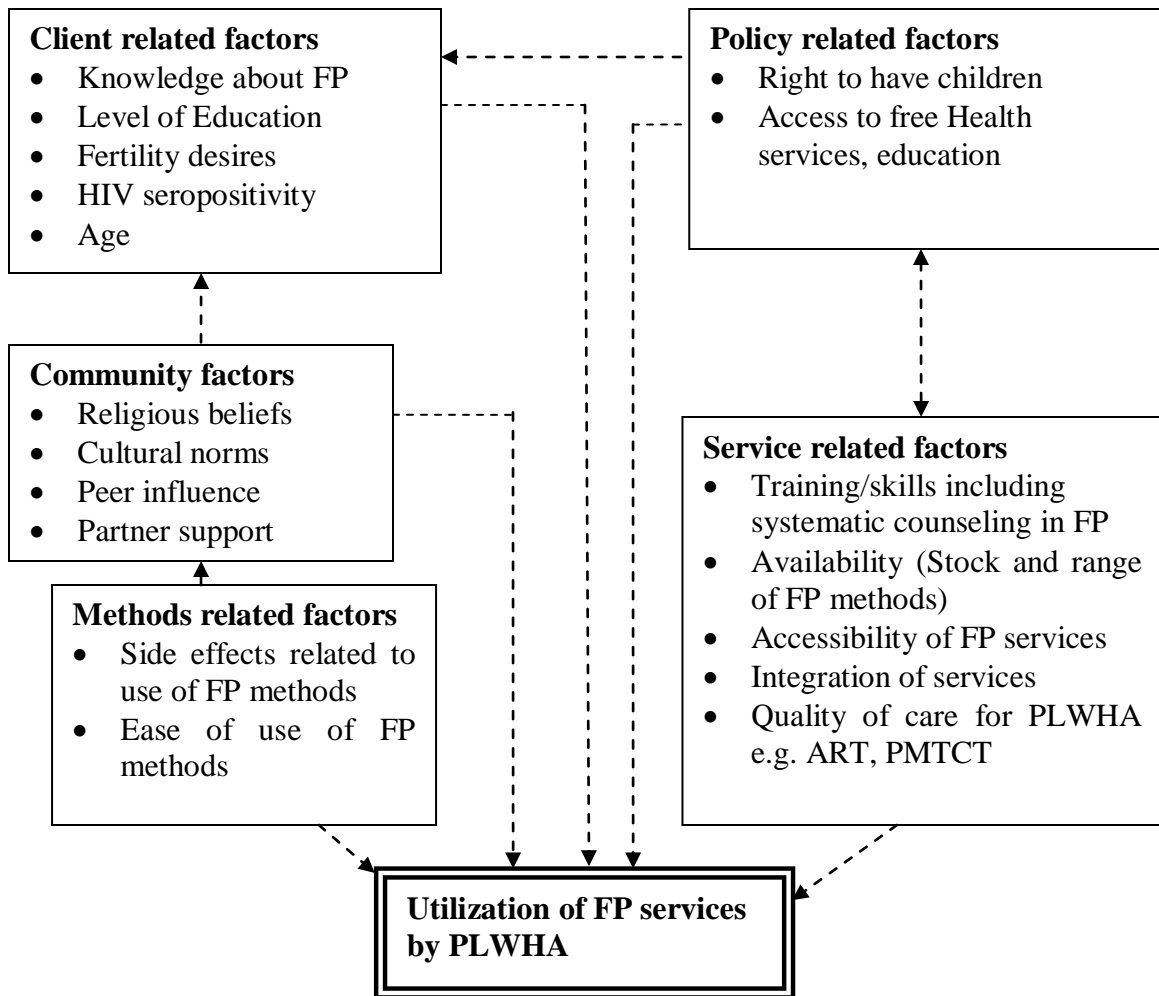 Client related factors
• Knowledge about FP
• Level of Education
• Fertility desires
• HIV seropositivity
• Age
Policy related factors
• Right to have children
• Access to free Health
services, education
Community factors
• Religious beliefs
• Cultural norms
• Peer influence
• Partner support
Service related factors
• Training/skills including
systematic counseling in FP
• Availability (Stock and range
of FP methods)
• Accessibility of FP services
• Integration of services
• Quality of care for PLWHA
e.g. ART, PMTCT
Methods related factors
• Side effects related to
use of FP methods
• Ease of use of FP
methods
Utilization of FP services
by PLWHA